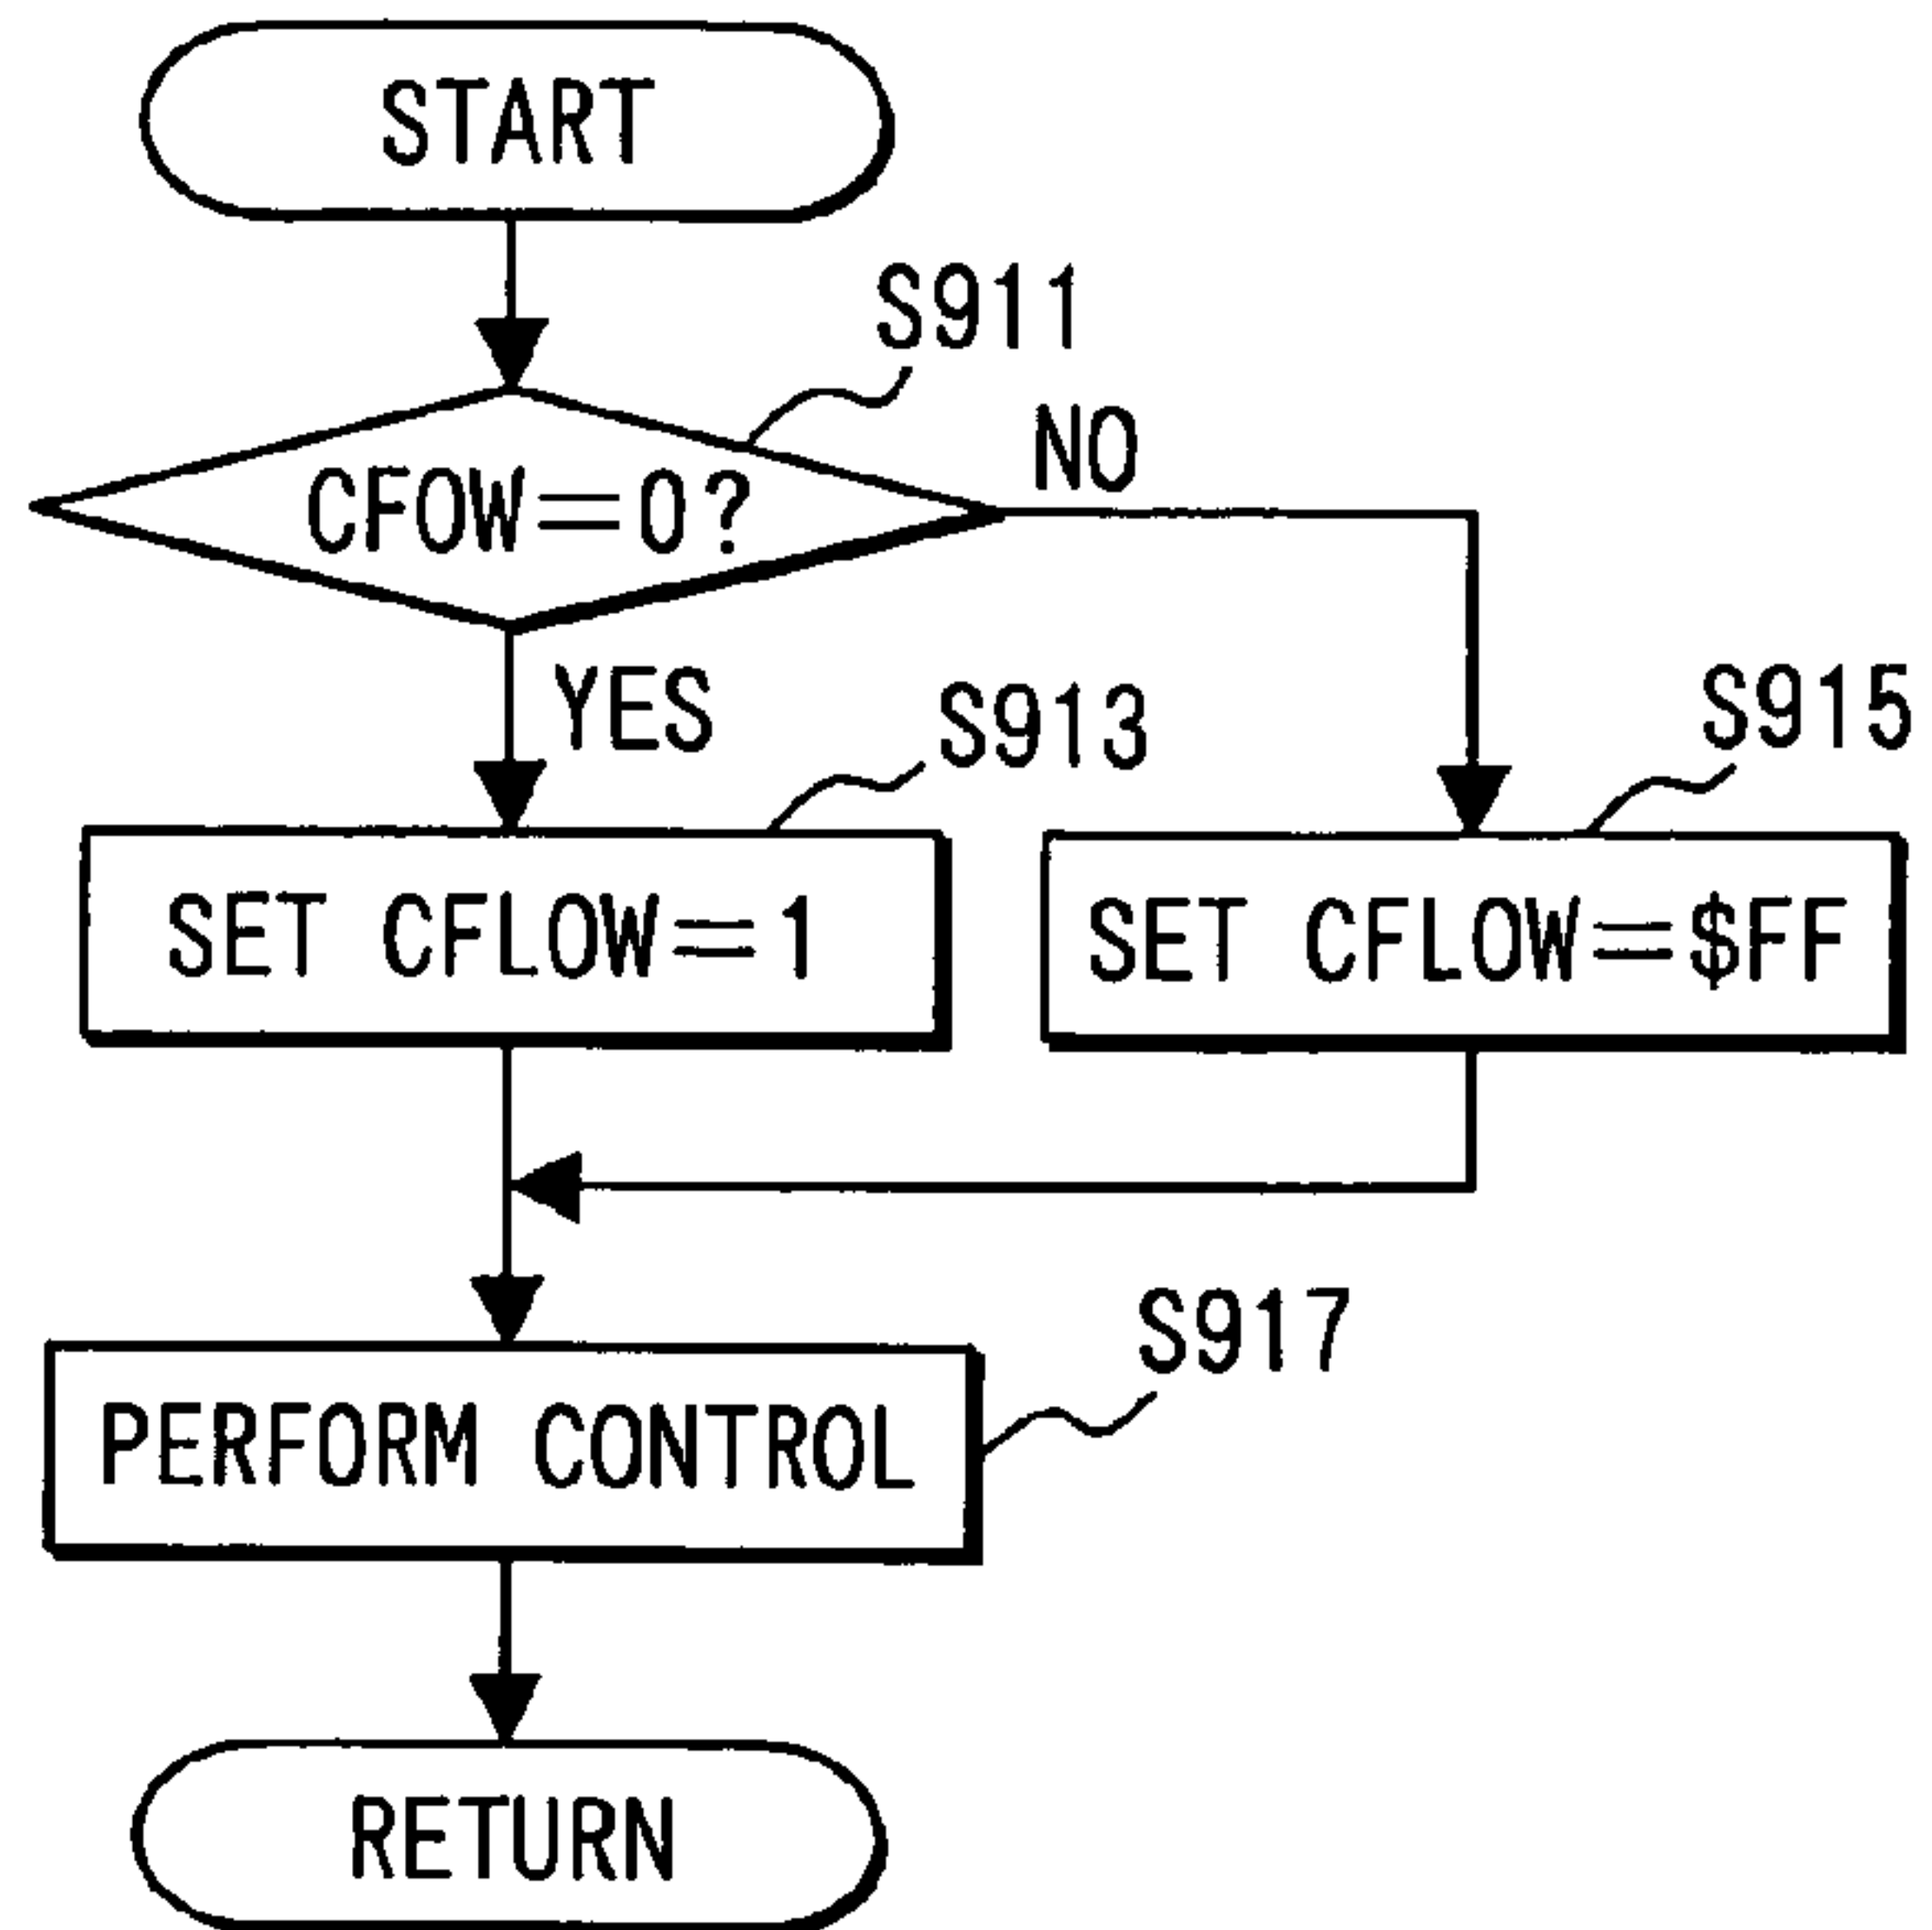 START
S911
CFOW=0?
NO
YES
S913
S915
SET CFLOW=1
SET CFLOW=$FF
S917
PERFORM CONTROL
RETURN